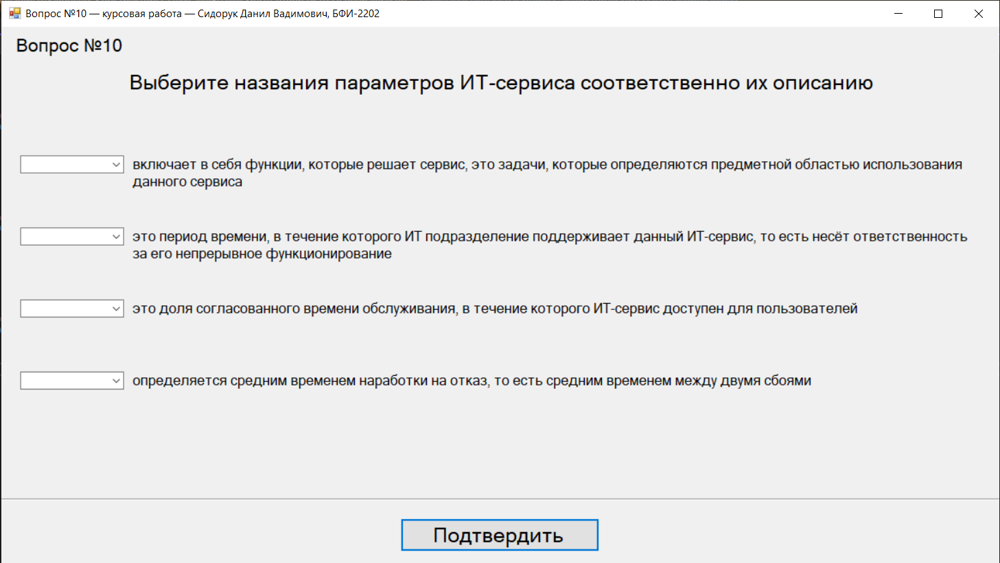 Вопрос №10 — курсовая работа — Сидорук Данил Вадимович, БФИ-2202
Вопрос №10
Выберите названия параметров ИТ-сервиса соответственно их описанию
включает в себя функции, которые решает сервис, это задачи, которые определяются предметной областью использования
данного сервиса
это период времени, в течение которого ИТ подразделение поддерживает данный ИТ-сервис, то есть несёт ответственность
за его непрерывное функционирование
это доля согласованного времени обслуживания, в течение которого ИТ-сервис доступен для пользователей
определяется средним временем наработки на отказ, то есть средним временем между двумя сбоями
Подтвердить